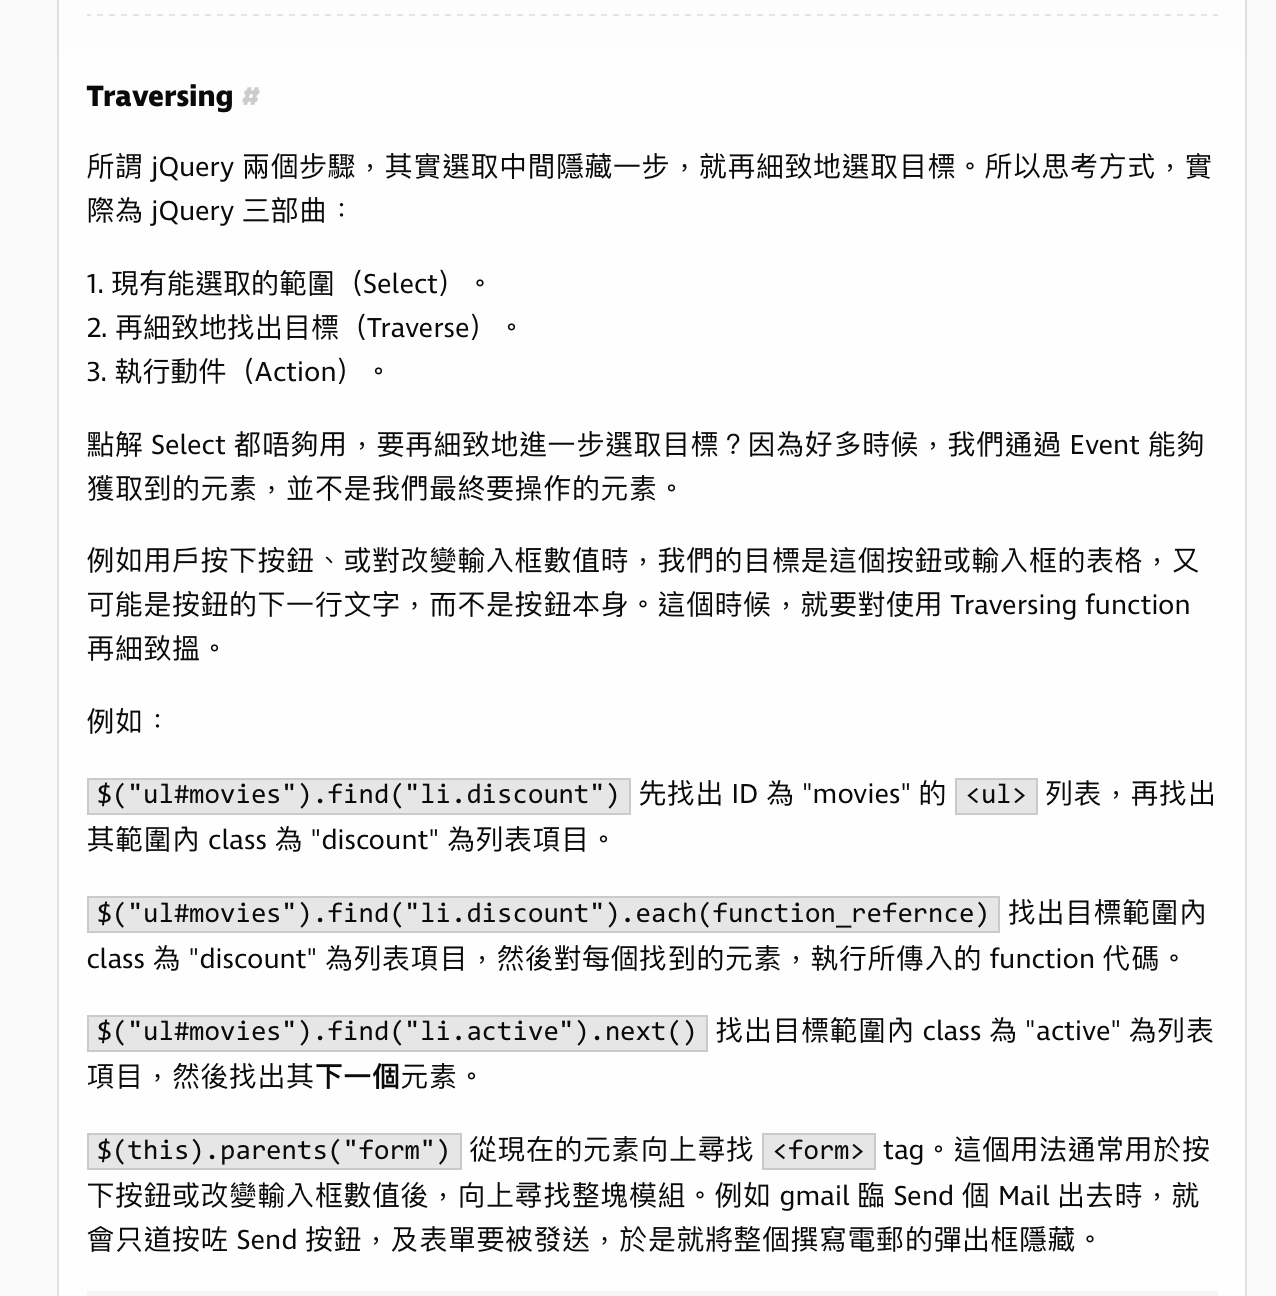 Traversing #
所謂 jQuery 兩個步驟，其實選取中間隱藏一步，就再細致地選取目標。所以思考方式，實
際為 jQuery 三部曲：
1. 現有能選取的範圍（Select）。
2. 再細致地找出目標（Traverse）。
3. 執行動件（Action）。
點解 Select 都唔夠用，要再細致地進一步選取目標？因為好多時候，我們通過 Event 能夠
獲取到的元素，並不是我們最終要操作的元素。
例如用戶按下按鈕、或對改變輸入框數值時，我們的目標是這個按鈕或輸入框的表格，又
可能是按鈕的下一行文字，而不是按鈕本身。這個時候，就要對使用 Traversing function
再細致搵。
例如：
$("ul#movies").find("li.discount") 先找出 ID 為 "movies" 的 <ul> 列表，再找出
其範圍內 class 為 "discount" 為列表項目。
$("ul#movies").find("li.discount").each(function_refernce) 找出目標範圍內
class 為 "discount" 為列表項目，然後對每個找到的元素，執行所傳入的 function 代碼。
$("ul#movies").find("li.active").next() 找出目標範圍內 class 為 "active" 為列表
項目，然後找出其下一個元素。
$(this).parents("form") 從現在的元素向上尋找 <form> tag。這個用法通常用於按
下按鈕或改變輸入框數值後，向上尋找整塊模組。例如 gmail 臨 Send 個 Mail 出去時，就
會只道按咗 Send 按鈕，及表單要被發送，於是就將整個撰寫電郵的彈出框隱藏。